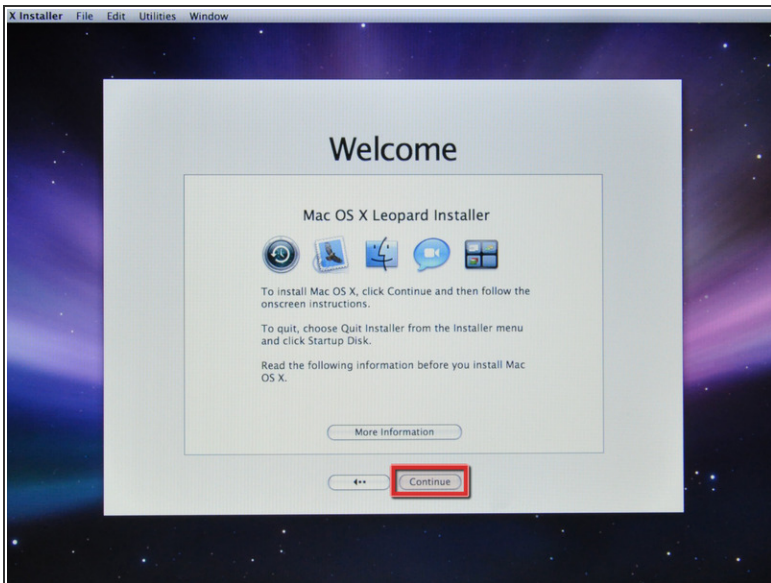 X Installer File Edit Utilities Window
Welcome
Mac OS X Leopard Installer
To install Mac OS X, click Continue and then follow the
onscreen instructions.
To quit, choose Quit Installer from the Installer menu
and click Startup Disk.
Read the following information before you install Mac
OS X.
More Information
Continue